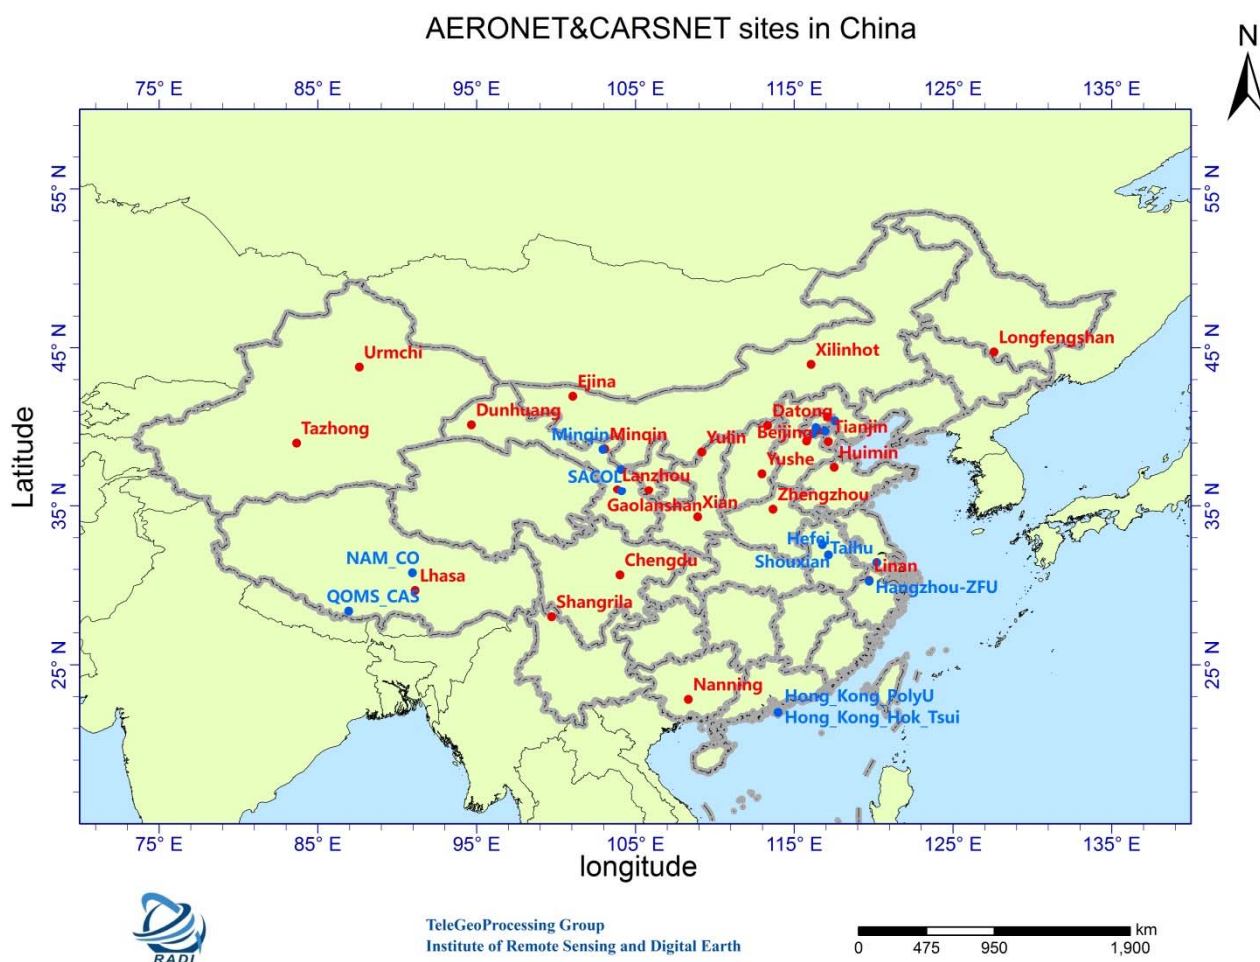 AERONET&CARSNET sites in China
N
75° E 85° E 95° E 105° E 115° E 125° E 135° E
55° N
55° N
45° N
45° N
35° N
35° N
25° N
25° N
Latitude
Longfengshan
Xilinhot
Urmchi
Ejina
Dunhuang
Datong
Tazhong
Minqin
Minqin
Yulin
Beijing
Tianjin
Huimin
Yushe
SACOL
Lanzhou
Gaolanshan
Xian
Zhengzhou
Hefei
Taihu
Shouxian
Linan
Hangzhou-ZFU
NAM_CO
Lhasa
QOMS_CAS
Chengdu
Shangrila
Nanning
Hong_Kong_PolyU
Hong_Kong_Hok_Tsui
75° E 85° E 95° E 105° E 115° E 125° E 135° E
longitude
RADI
TeleGeoProcessing Group
Institute of Remote Sensing and Digital Earth
km
0 475 950 1,900